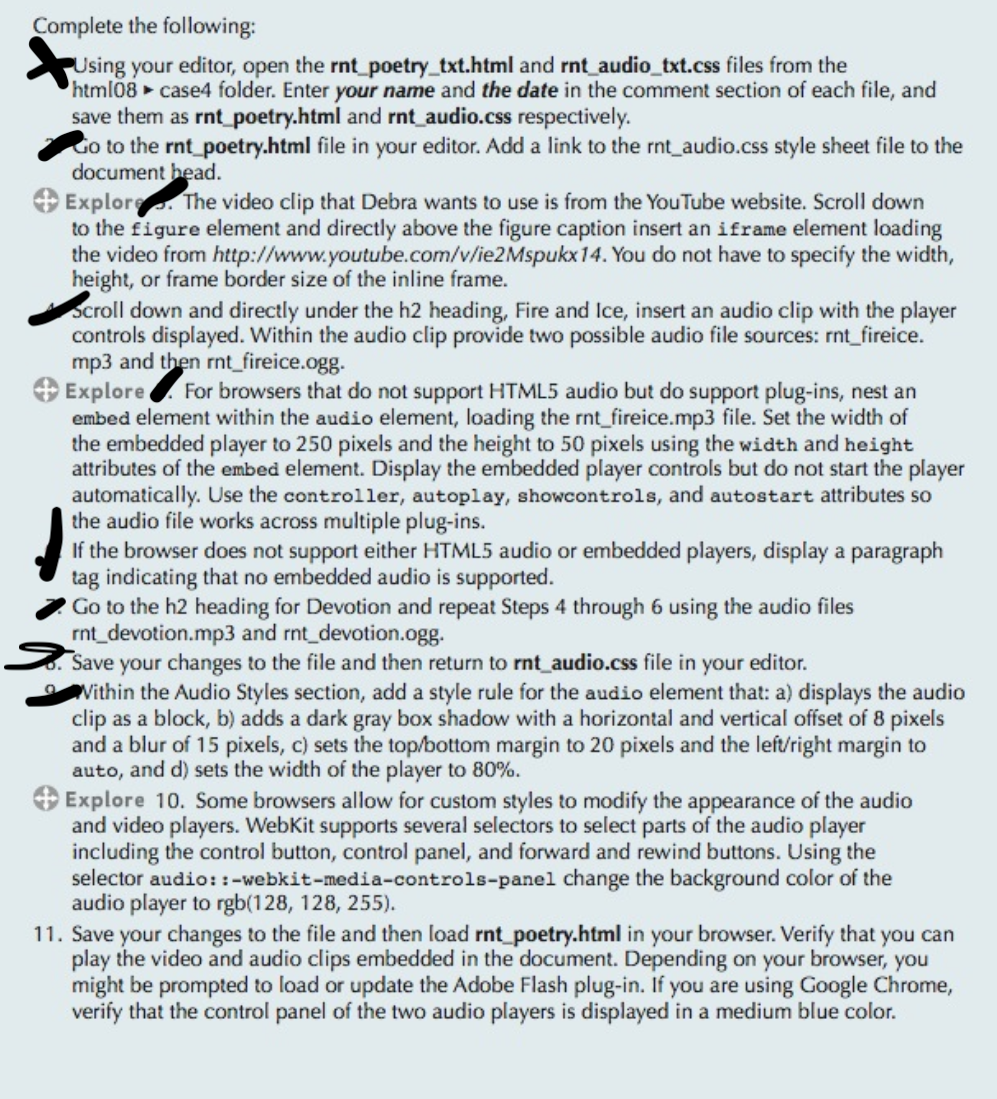 Complete the following:
Using your editor, open the rnt_poetry_txt.html and rnt_audio_txt.css files from the
html08 ▸ case4 folder. Enter your name and the date in the comment section of each file, and
save them as rnt_poetry.html and rnt_audio.css respectively.
Go to the rnt_poetry.html file in your editor. Add a link to the rnt_audio.css style sheet file to the
document head.
Explore 3. The video clip that Debra wants to use is from the YouTube website. Scroll down
to the figure element and directly above the figure caption insert an iframe element loading
the video from http://www.youtube.com/v/ie2Mspukx14. You do not have to specify the width,
height, or frame border size of the inline frame.
Scroll down and directly under the h2 heading, Fire and Ice, insert an audio clip with the player
controls displayed. Within the audio clip provide two possible audio file sources: rnt_fireice.
mp3 and then rnt_fireice.ogg.
Explore . For browsers that do not support HTML5 audio but do support plug-ins, nest an
embed element within the audio element, loading the rnt_fireice.mp3 file. Set the width of
the embedded player to 250 pixels and the height to 50 pixels using the width and height
attributes of the embed element. Display the embedded player controls but do not start the player
automatically. Use the controller, autoplay, showcontrols, and autostart attributes so
the audio file works across multiple plug-ins.
If the browser does not support either HTML5 audio or embedded players, display a paragraph
tag indicating that no embedded audio is supported.
7. Go to the h2 heading for Devotion and repeat Steps 4 through 6 using the audio files
rnt_devotion.mp3 and rnt_devotion.ogg.
8. Save your changes to the file and then return to rnt_audio.css file in your editor.
9. Within the Audio Styles section, add a style rule for the audio element that: a) displays the audio
clip as a block, b) adds a dark gray box shadow with a horizontal and vertical offset of 8 pixels
and a blur of 15 pixels, c) sets the top/bottom margin to 20 pixels and the left/right margin to
auto, and d) sets the width of the player to 80%.
Explore 10. Some browsers allow for custom styles to modify the appearance of the audio
and video players. WebKit supports several selectors to select parts of the audio player
including the control button, control panel, and forward and rewind buttons. Using the
selector audio::-webkit-media-controls-panel change the background color of the
audio player to rgb(128, 128, 255).
11. Save your changes to the file and then load rnt_poetry.html in your browser. Verify that you can
play the video and audio clips embedded in the document. Depending on your browser, you
might be prompted to load or update the Adobe Flash plug-in. If you are using Google Chrome,
verify that the control panel of the two audio players is displayed in a medium blue color.